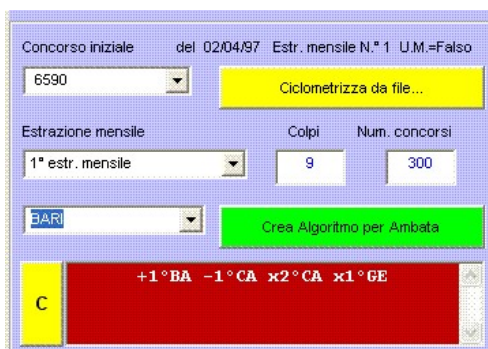 Concorso iniziale del 02/04/97 Estr. mensile N.° 1 U.M.=Falso
6590
Ciclometrizza da file...
Estrazione mensile Colpi Num. concorsi
1° estr. mensile 9 300
BARI
Crea Algoritmo per Ambata
+1°BA -1°CA x2°CA x1°GE
C